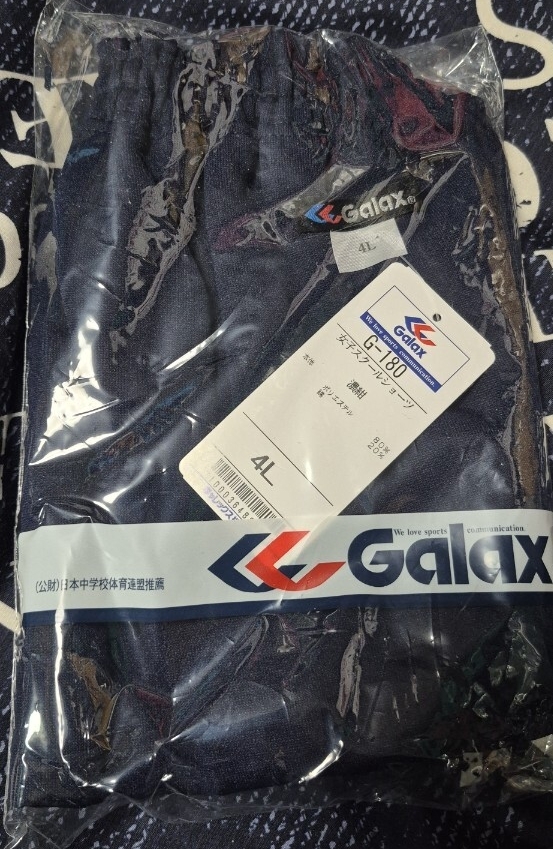 Galax
4L
Galax
We love sports communication
G-180
女子スクールショーツ
濃紺
ポリエステル 80%
綿 20%
4L
We love sports communication.
Galax
(公財)日本中学校体育連盟推薦